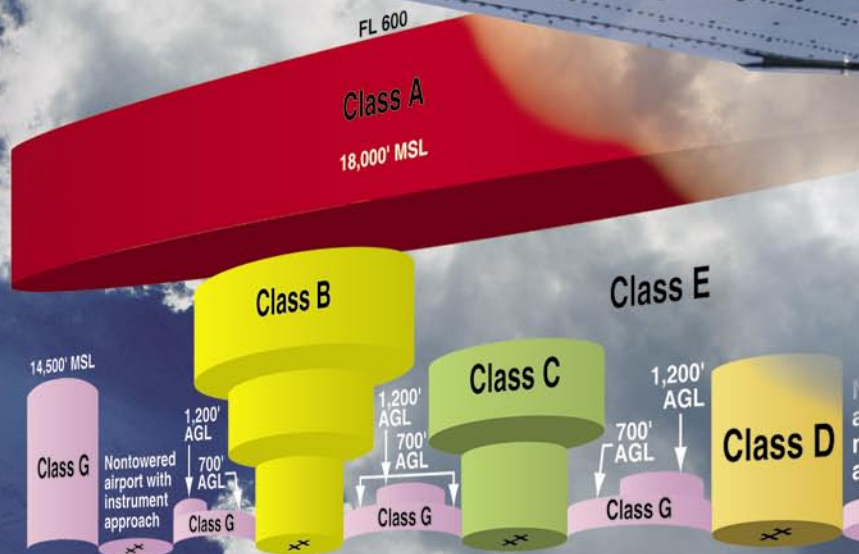 FL 600
Class A
18,000' MSL
Class B
Class E
14,500' MSL
Class C
1,200'
AGL
Class G
Nontowered
airport with
instrument
approach
1,200'
AGL
700'
AGL
Class G
700'
AGL
Class G
700'
AGL
1,200'
AGL
Class G
Class D